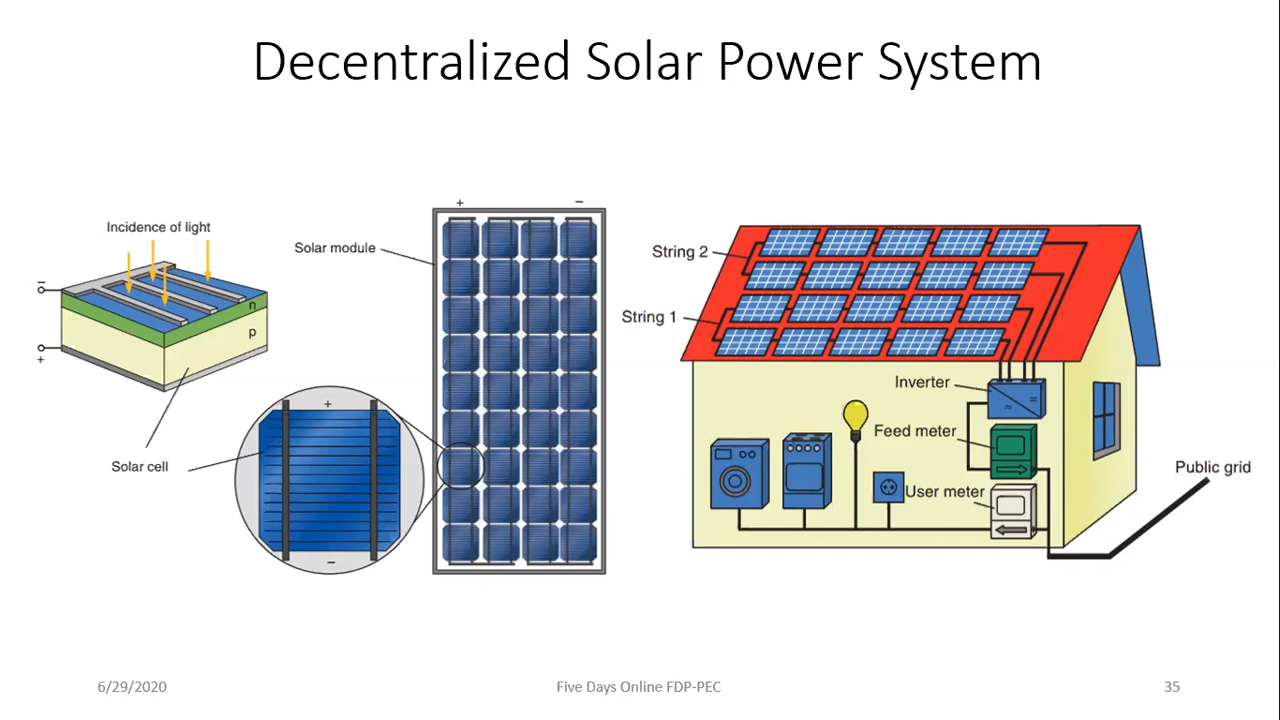 Decentralized Solar Power System
Incidence of light
−
n
p
+
Solar cell
+
−
Solar module
+ −
String 2
String 1
Inverter
Feed meter
User meter
Public grid
6/29/2020
Five Days Online FDP-PEC
35